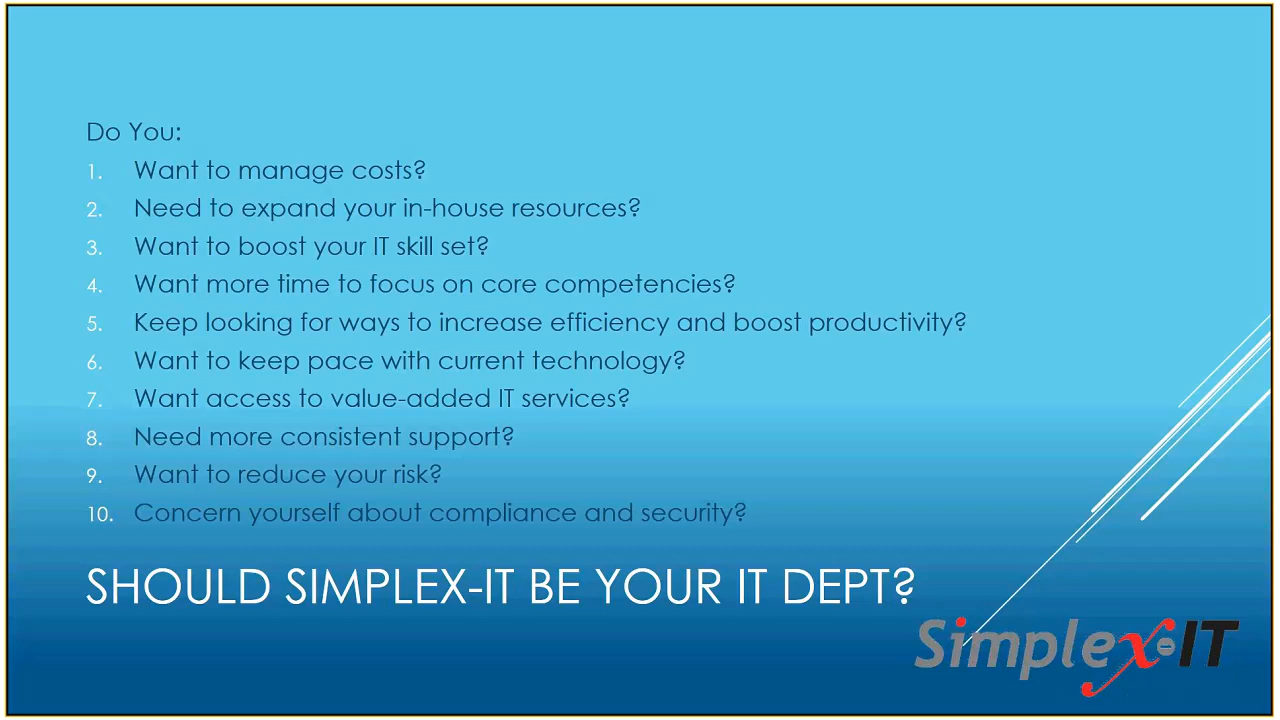 Do You:
1. Want to manage costs?
2. Need to expand your in-house resources?
3. Want to boost your IT skill set?
4. Want more time to focus on core competencies?
5. Keep looking for ways to increase efficiency and boost productivity?
6. Want to keep pace with current technology?
7. Want access to value-added IT services?
8. Need more consistent support?
9. Want to reduce your risk?
10. Concern yourself about compliance and security?
SHOULD SIMPLEX-IT BE YOUR IT DEPT?
Simplex-IT